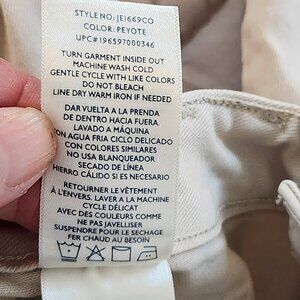 STYLE NO: JE1669CO
COLOR: PEYOTE
UPC# 196597000346
TURN GARMENT INSIDE OUT
MACHINE WASH COLD
GENTLE CYCLE WITH LIKE COLORS
DO NOT BLEACH
LINE DRY WARM IRON IF NEEDED
DAR VUELTA A LA PRENDA
DE DENTRO HACIA FUERA
LAVADO A MÁQUINA
CON AGUA FRIA CICLO DELICADO
CON COLORES SIMILARES
NO USA BLANQUEADOR
SECADO DE LÍNEA
HIERRO CÁLIDO SI ES NECESARIO
RETOURNER LE VÊTEMENT
À L'ENVERS. LAVER A LA MACHINE
CYCLE DÉLICAT
AVEC DES COULEURS COMME
NE PAS JAVELLISER
SUSPENDRE POUR LE SECHAGE
FER CHAUD AU BESOIN